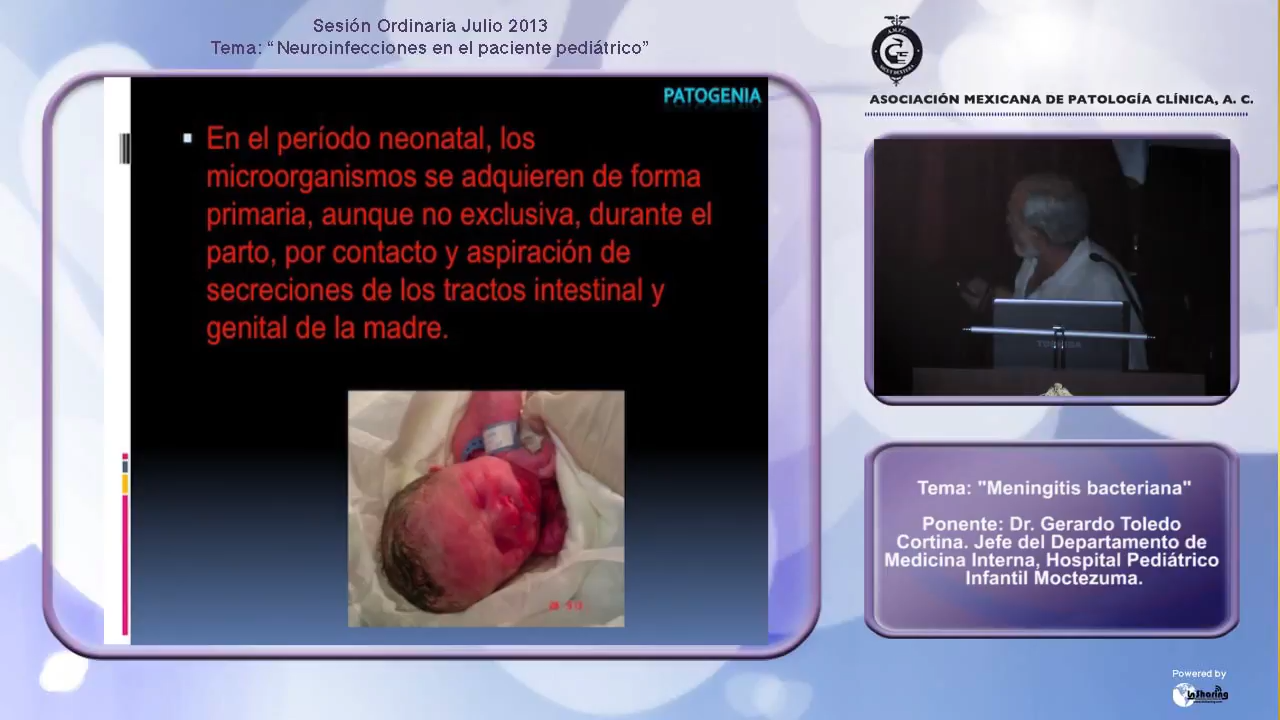 Sesión Ordinaria Julio 2013
Tema: “Neuroinfecciones en el paciente pediátrico”
ASOCIACIÓN MEXICANA DE PATOLOGÍA CLÍNICA, A. C.
PATOGENIA
En el período neonatal, los
microorganismos se adquieren de forma
primaria, aunque no exclusiva, durante el
parto, por contacto y aspiración de
secreciones de los tractos intestinal y
genital de la madre.
TOSHIBA
Tema: "Meningitis bacteriana"
Ponente: Dr. Gerardo Toledo
Cortina. Jefe del Departamento de
Medicina Interna, Hospital Pediátrico
Infantil Moctezuma.
Powered by
InSharing